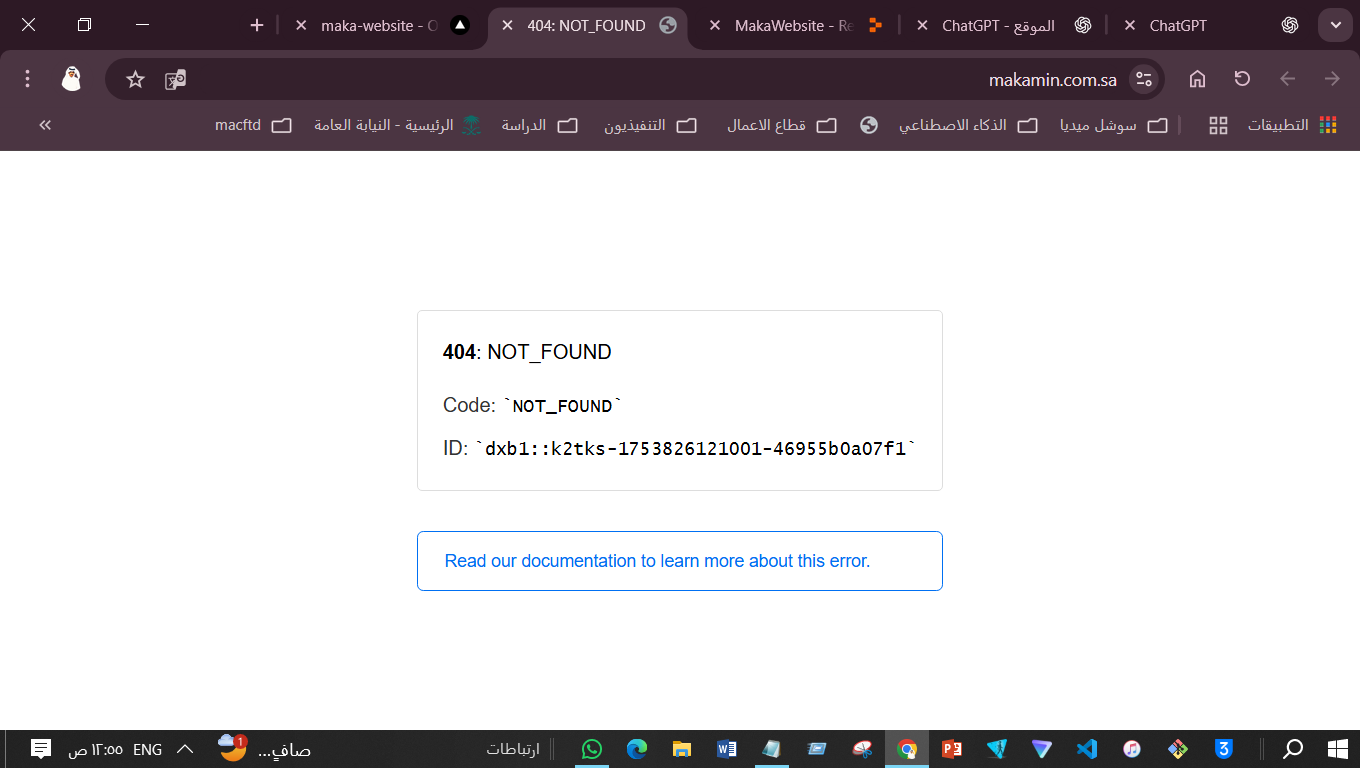 maka-website - O
404: NOT_FOUND
MakaWebsite - Re
ChatGPT - الموقع
ChatGPT
makamin.com.sa
التطبيقات
سوشل ميديا
الذكاء الاصطناعي
قطاع الاعمال
التنفيذيون
الدراسة
الرئيسية - النيابة العامة
macftd
404: NOT_FOUND
Code: `NOT_FOUND`
ID: `dxb1::k2tks-1753826121001-46955b0a07f1`
Read our documentation to learn more about this error.
١٢:٥٥ ص
ENG
1
صافٍ...
ارتباطات
3